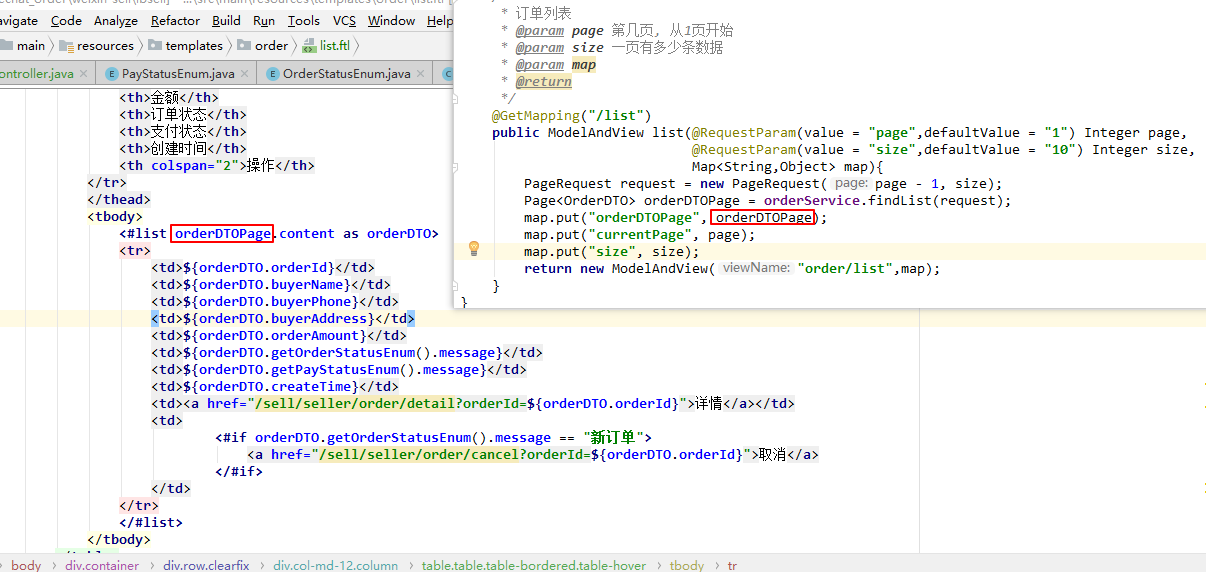 echat_order\weixin-sell\sell] - ...\src\main\resources\templates\order\list.ftl [
avigate Code Analyze Refactor Build Run Tools VCS Window Help
main resources templates order list.ftl
ontroller.java × PayStatusEnum.java × OrderStatusEnum.java ×
<th>金额</th>
<th>订单状态</th>
<th>支付状态</th>
<th>创建时间</th>
<th colspan="2">操作</th>
</tr>
</thead>
<tbody>
<#list orderDTOPage.content as orderDTO>
<tr>
<td>${orderDTO.orderId}</td>
<td>${orderDTO.buyerName}</td>
<td>${orderDTO.buyerPhone}</td>
<td>${orderDTO.buyerAddress}</td>
<td>${orderDTO.orderAmount}</td>
<td>${orderDTO.getOrderStatusEnum().message}</td>
<td>${orderDTO.getPayStatusEnum().message}</td>
<td>${orderDTO.createTime}</td>
<td><a href="/sell/seller/order/detail?orderId=${orderDTO.orderId}">详情</a></td>
<td>
<#if orderDTO.getOrderStatusEnum().message == "新订单">
<a href="/sell/seller/order/cancel?orderId=${orderDTO.orderId}">取消</a>
</#if>
</td>
</tr>
</#list>
</tbody>
body div.container div.row.clearfix div.col-md-12.column table.table.table-bordered.table-hover tbody tr
* 订单列表
* @param page 第几页, 从1页开始
* @param size 一页有多少条数据
* @param map
* @return
*/
@GetMapping("/list")
public ModelAndView list(@RequestParam(value = "page",defaultValue = "1") Integer page,
@RequestParam(value = "size",defaultValue = "10") Integer size,
Map<String,Object> map){
PageRequest request = new PageRequest( page: page - 1, size);
Page<OrderDTO> orderDTOPage = orderService.findList(request);
map.put("orderDTOPage", orderDTOPage);
map.put("currentPage", page);
map.put("size", size);
return new ModelAndView( viewName: "order/list",map);
}
}